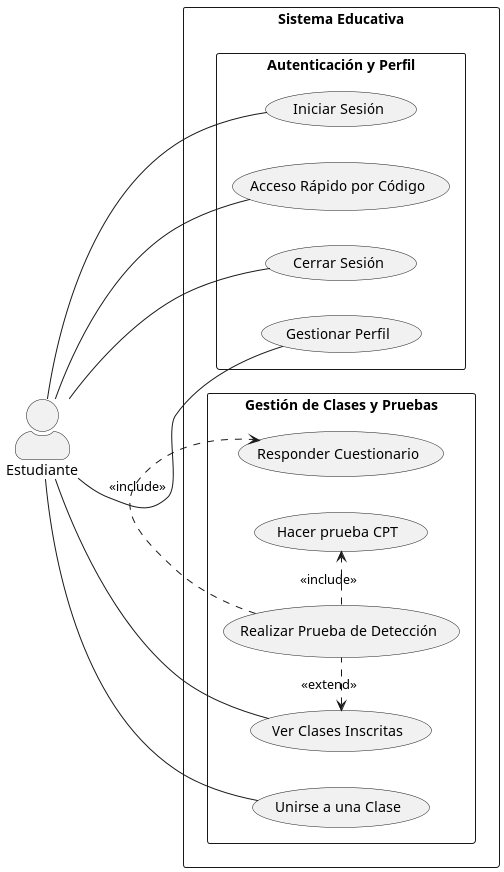 Sistema Educativa
Autenticación y Perfil
Iniciar Sesión
Acceso Rápido por Código
Cerrar Sesión
Gestionar Perfil
Estudiante
Gestión de Clases y Pruebas
Responder Cuestionario
«include»
Hacer prueba CPT
«include»
Realizar Prueba de Detección
«extend»
Ver Clases Inscritas
Unirse a una Clase